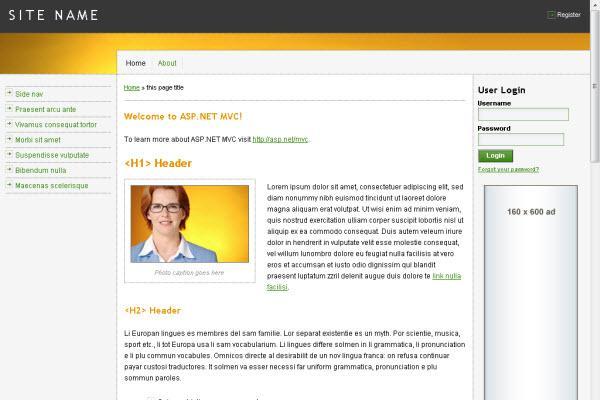 SITE NAME
Register
Home
About
Side nav
Praesent arcu ante
Vivamus consequat tortor
Morbi sit amet
Suspendisse vulputate
Bibendum nulla
Maecenas scelerisque
Home » this page title
Welcome to ASP.NET MVC!
To learn more about ASP.NET MVC visit http://asp.net/mvc.
<H1> Header
Photo caption goes here
Lorem ipsum dolor sit amet, consectetuer adipiscing elit, sed
diam nonummy nibh euismod tincidunt ut laoreet dolore
magna aliquam erat volutpat. Ut wisi enim ad minim veniam,
quis nostrud exercitation ulliam corper suscipit lobortis nisl ut
aliquip ex ea commodo consequat. Duis autem veleum iriure
dolor in hendrerit in vulputate velit esse molestie consequat,
vel willum lunombro dolore eu feugiat nulla facilisis at vero
eros et accumsan et iusto odio dignissim qui blandit
praesent luptatum zzril delenit augue duis dolore te link nulla
facilisi.
<H2> Header
Li Europan lingues es membres del sam familie. Lor separat existentie es un myth. Por scientie, musica,
sport etc., li tot Europa usa li sam vocabularium. Li lingues differe solmen in li grammatica, li pronunciation
e li plu commun vocabules. Omnicos directe al desirabilit de un nov lingua franca: on refusa continuar
payar custosi traductores. It solmen va esser necessi far uniform grammatica, pronunciation e plu
sommun paroles.
User Login
Username
Password
Login
Forgot your password?
160 x 600 ad